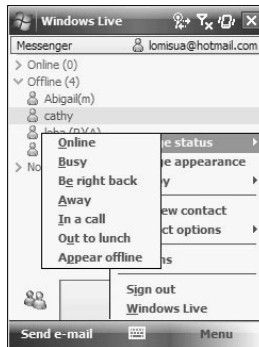 Windows Live
Messenger lomisua@hotmail.com
Online (0)
Offline (4)
Abigail(m)
cathy
No
Online
Busy
Be right back
Away
In a call
Out to lunch
Appear offline
e status
e appearance
y
ew contact
ct options
ns
Sign out
Windows Live
Send e-mail Menu